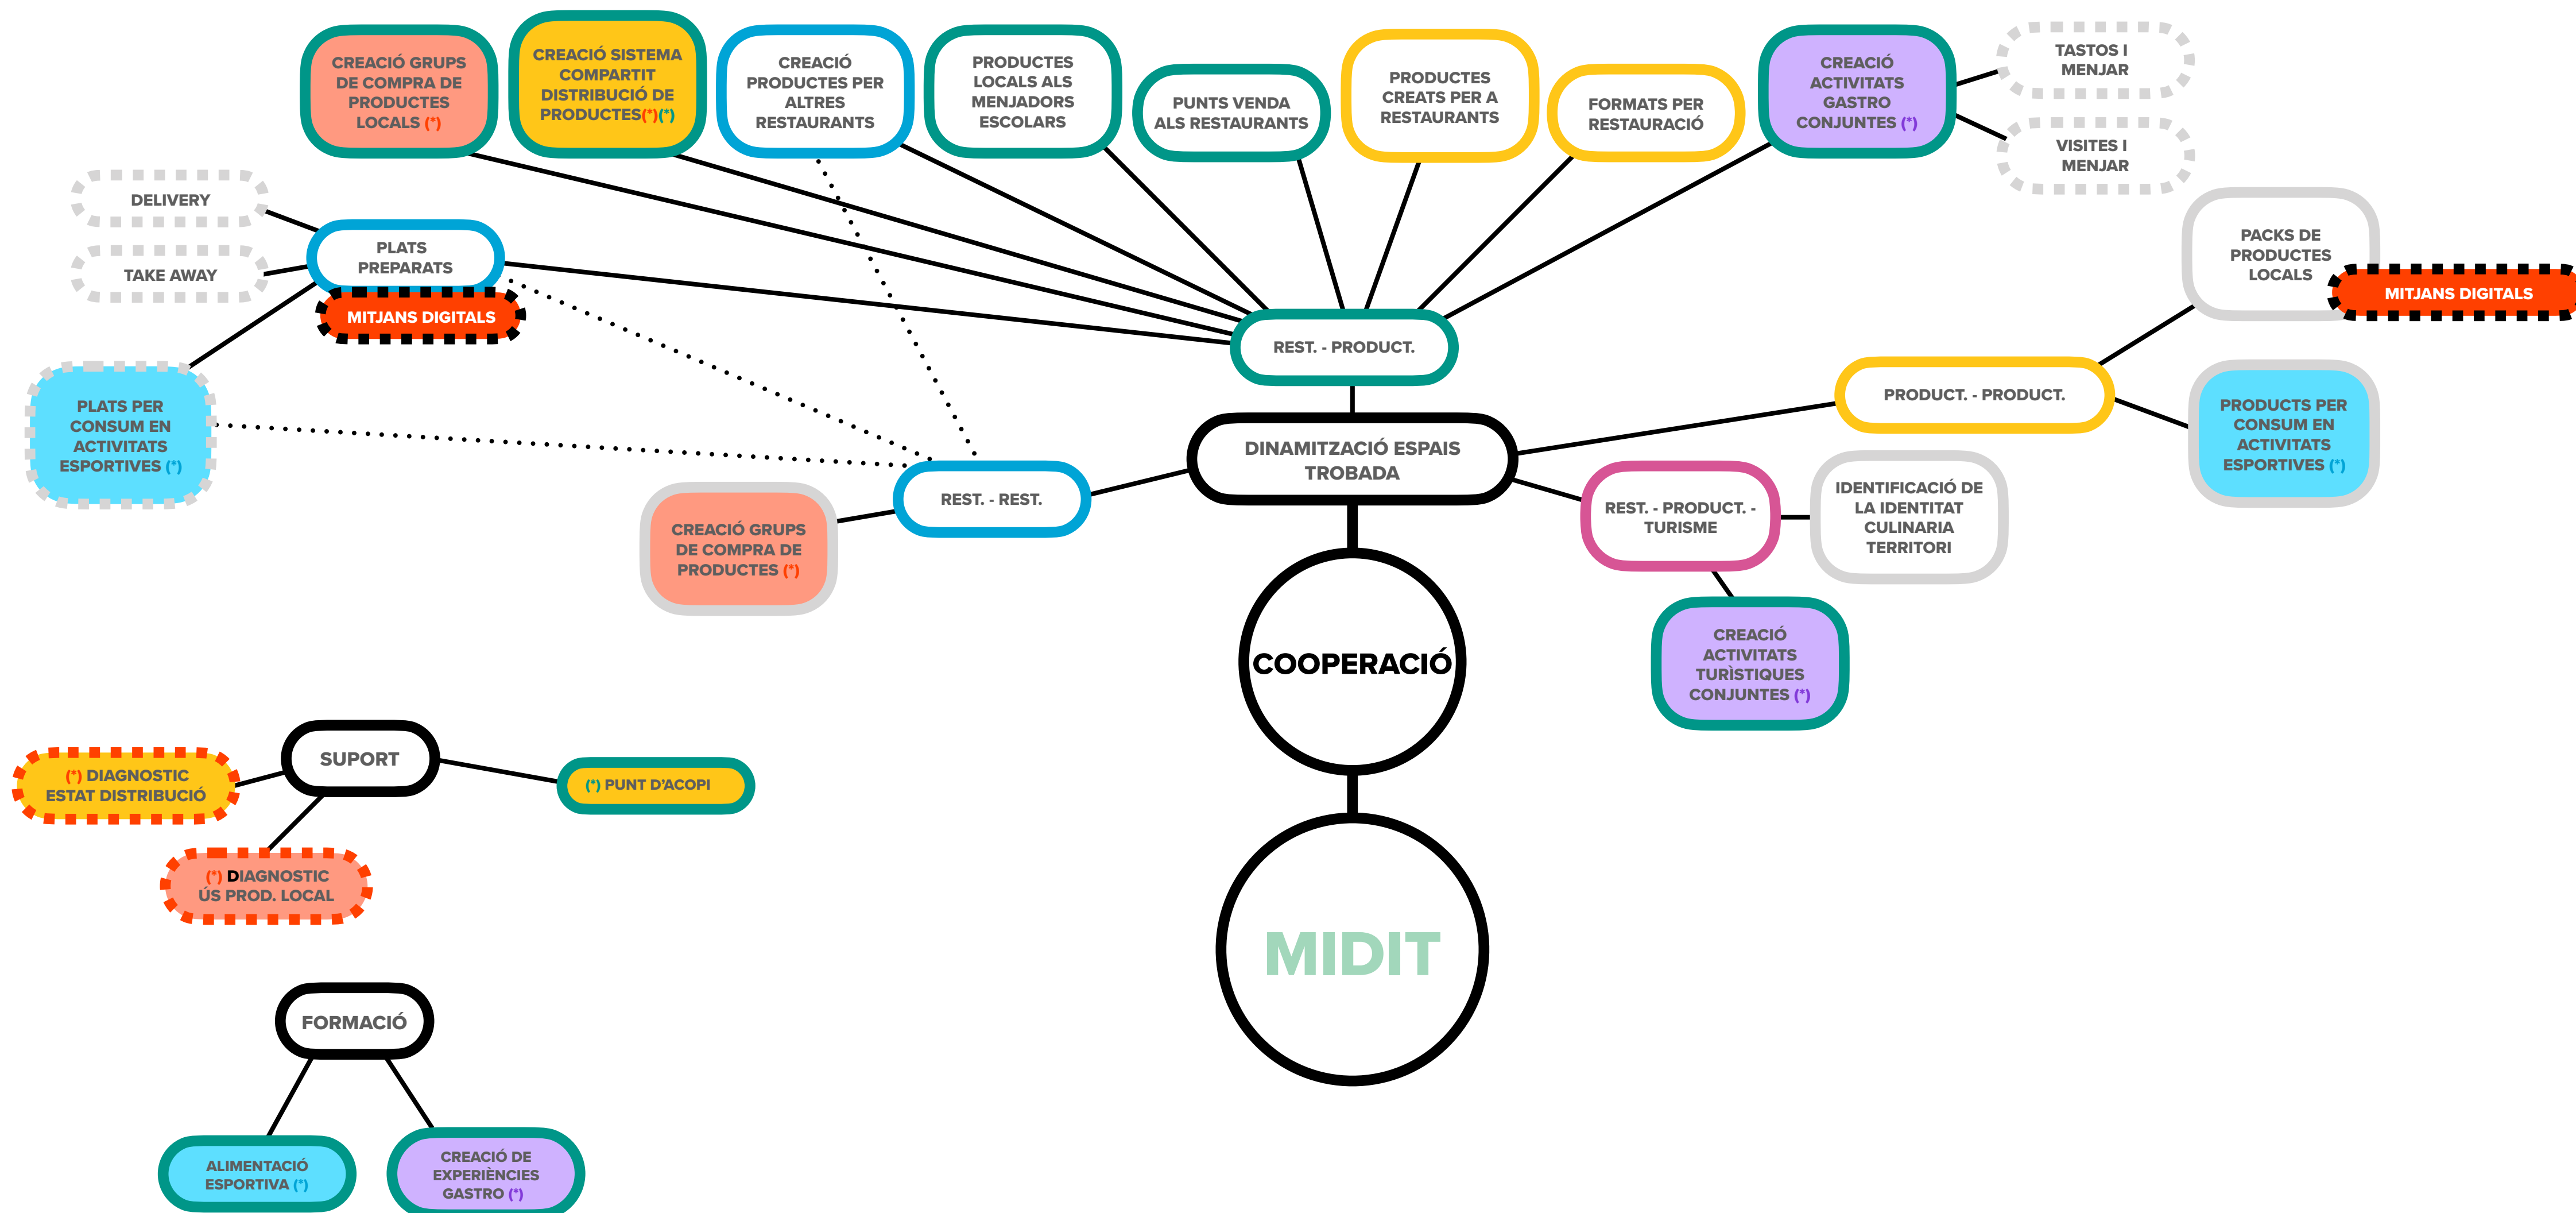 CREACIÓ GRUPS
DE COMPRA DE
PRODUCTES
LOCALS (*)
CREACIÓ SISTEMA
COMPARTIT
DISTRIBUCIÓ DE
PRODUCTES(*)(*)
CREACIÓ
PRODUCTES PER
ALTRES
RESTAURANTS
PRODUCTES
LOCALS ALS
MENJADORS
ESCOLARS
PUNTS VENDA
ALS RESTAURANTS
PRODUCTES
CREATS PER A
RESTAURANTS
FORMATS PER
RESTAURACIÓ
CREACIÓ
ACTIVITATS
GASTRO
CONJUNTES (*)
TASTOS I
MENJAR
VISITES I
MENJAR
DELIVERY
TAKE AWAY
PLATS
PREPARATS
MITJANS DIGITALS
PLATS PER
CONSUM EN
ACTIVITATS
ESPORTIVES (*)
REST. - PRODUCT.
PACKS DE
PRODUCTES
LOCALS
MITJANS DIGITALS
PRODUCT. - PRODUCT.
PRODUCTS PER
CONSUM EN
ACTIVITATS
ESPORTIVES (*)
DINAMITZACIÓ ESPAIS
TROBADA
REST. - REST.
CREACIÓ GRUPS
DE COMPRA DE
PRODUCTES (*)
REST. - PRODUCT. -
TURISME
IDENTIFICACIÓ DE
LA IDENTITAT
CULINARIA
TERRITORI
CREACIÓ
ACTIVITATS
TURÌSTIQUES
CONJUNTES (*)
COOPERACIÓ
MIDIT
SUPORT
(*) DIAGNOSTIC
ESTAT DISTRIBUCIÓ
(*) PUNT D'ACOPI
(*) DIAGNOSTIC
ÚS PROD. LOCAL
FORMACIÓ
ALIMENTACIÓ
ESPORTIVA (*)
CREACIÓ DE
EXPERIÈNCIES
GASTRO (*)